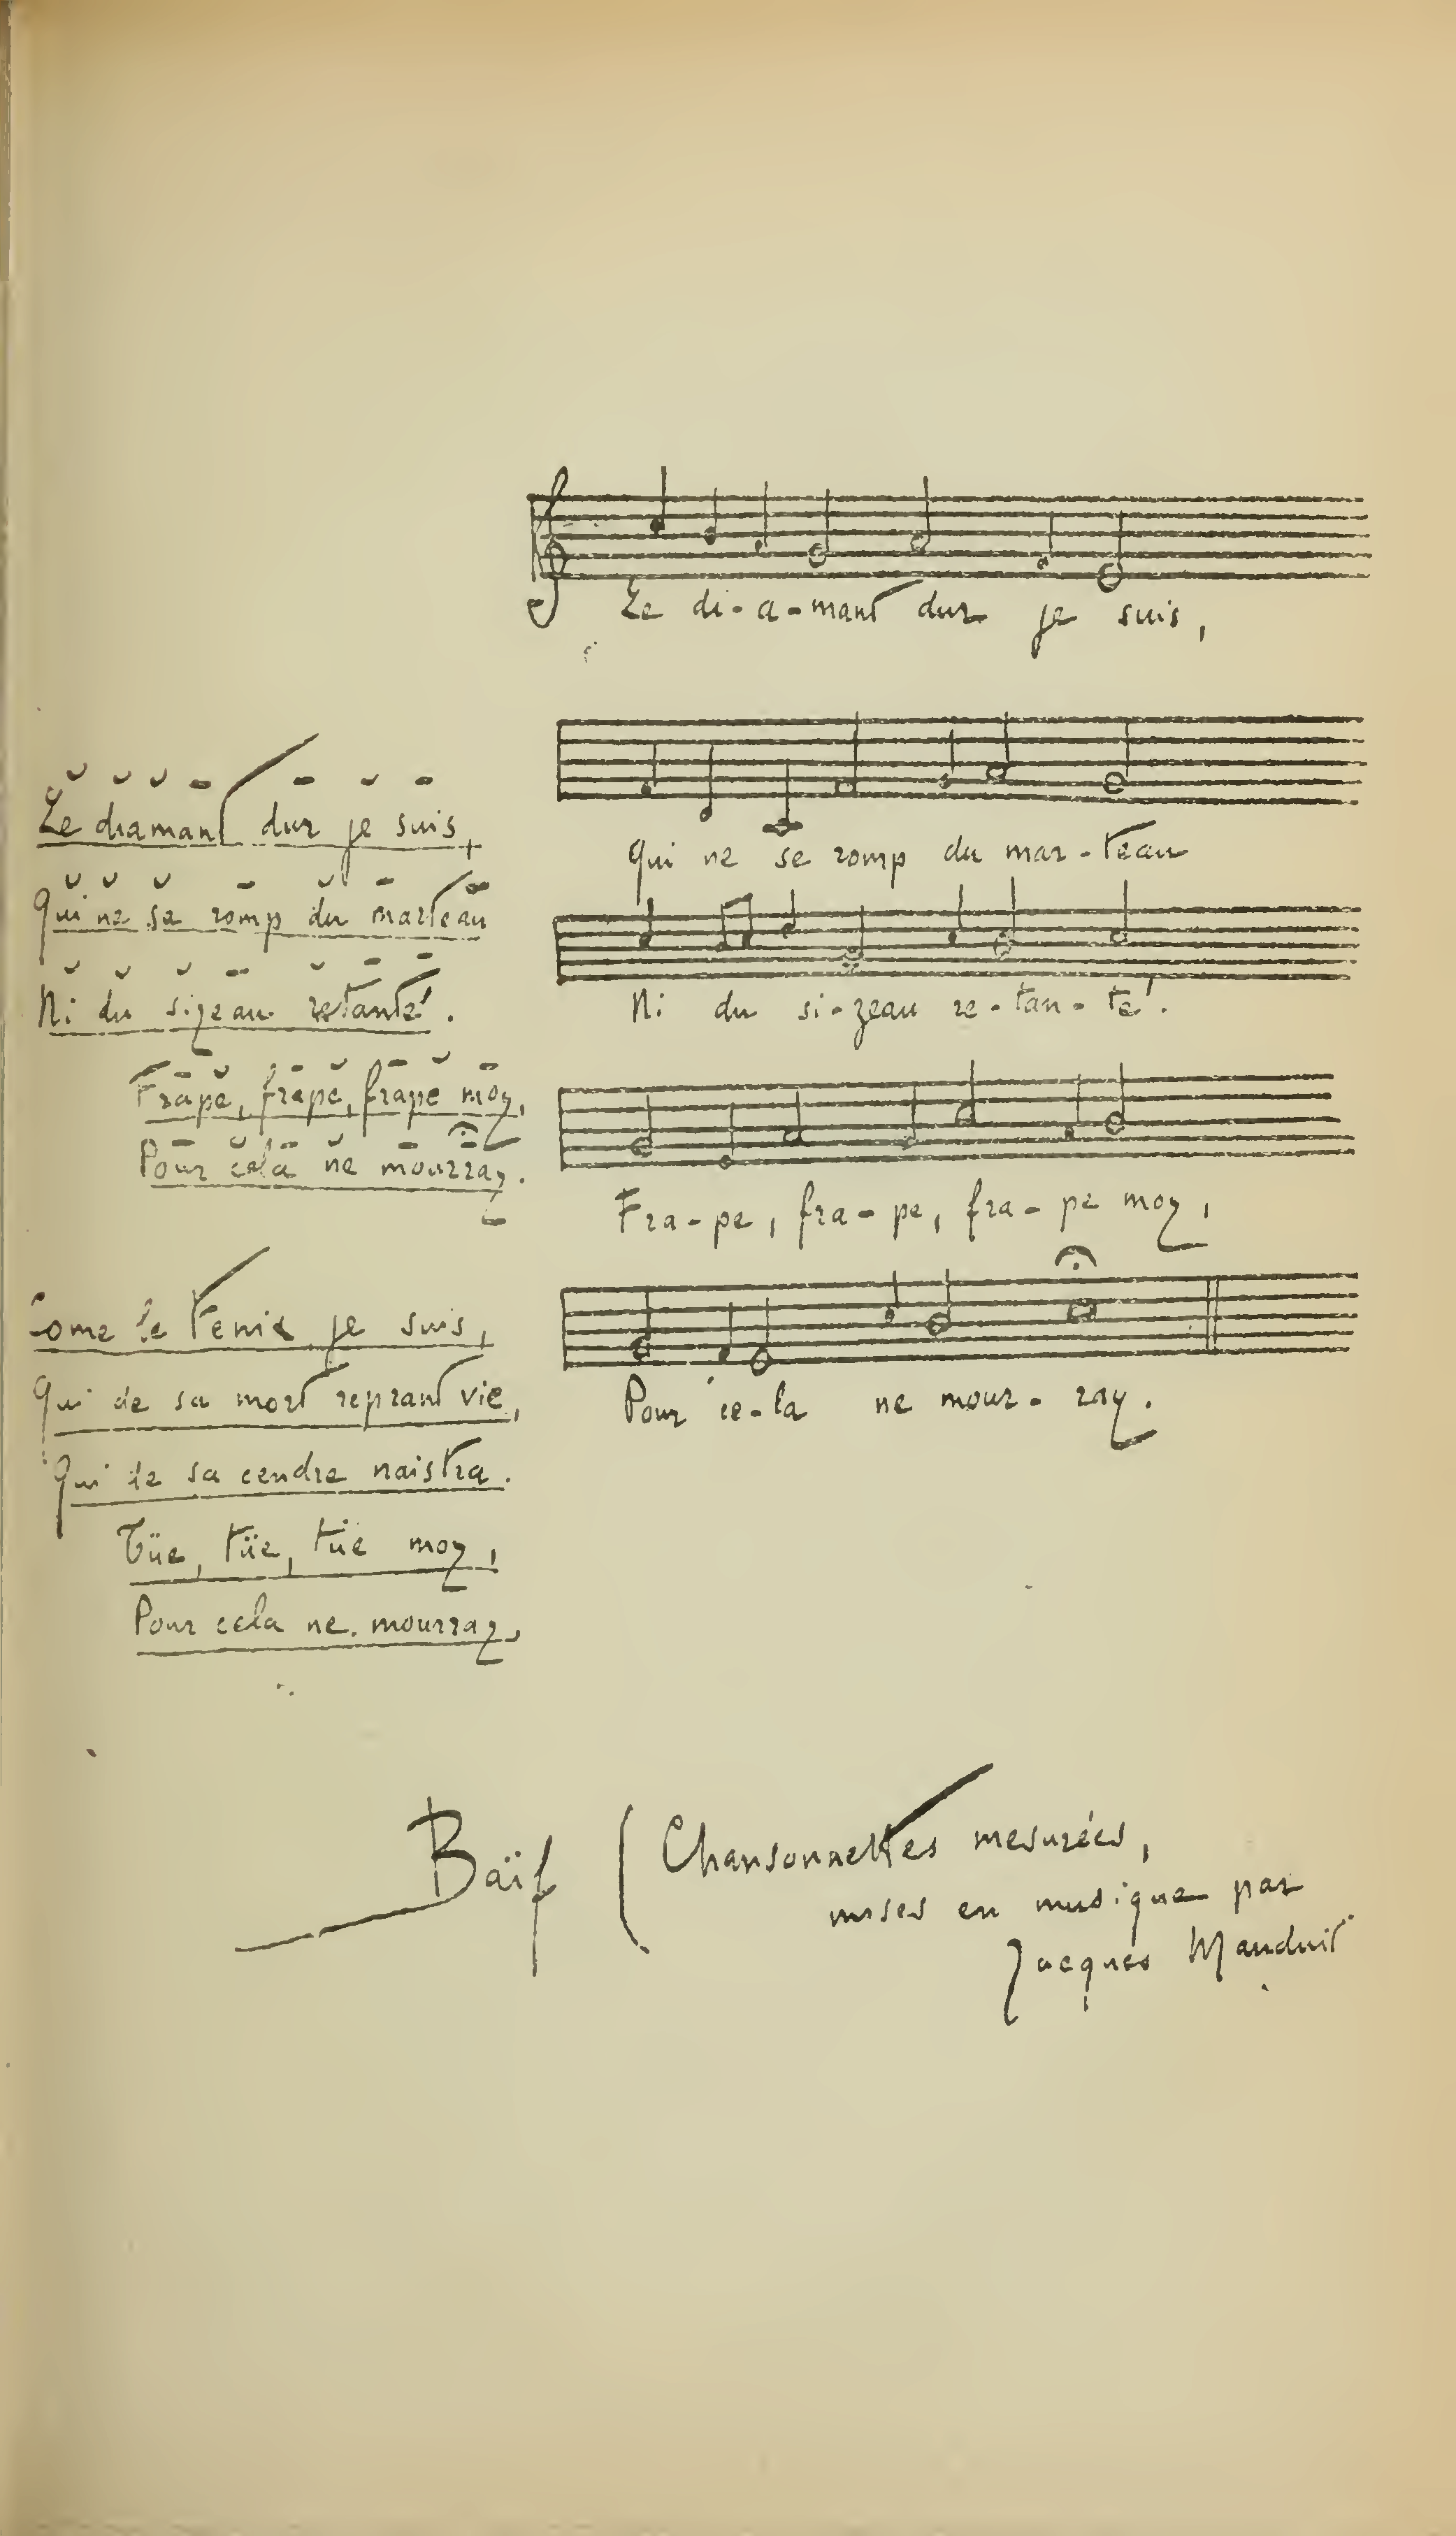 Le di-a-mant dur je suis,
Qui ne se romp du mar-teau
Ni du si-zeau re-tan-té.
Fra-pe, fra-pe, fra-pe moy,
Pour ce-la ne mour-ray.
Le diamant dur je suis,
Qui ne se romp du marteau
Ni du sizeau retanté.
Frape, frape, frape moy,
Pour cela ne mourray.
Come le Fenix je suis,
Qui de sa mort reprant vie,
Qui de sa cendre naistra.
Tüe, tüe, tüe moy,
Pour cela ne mourray.
Baïf (Chansonnettes mesurées,
mises en musique par
Jacques Mauduit